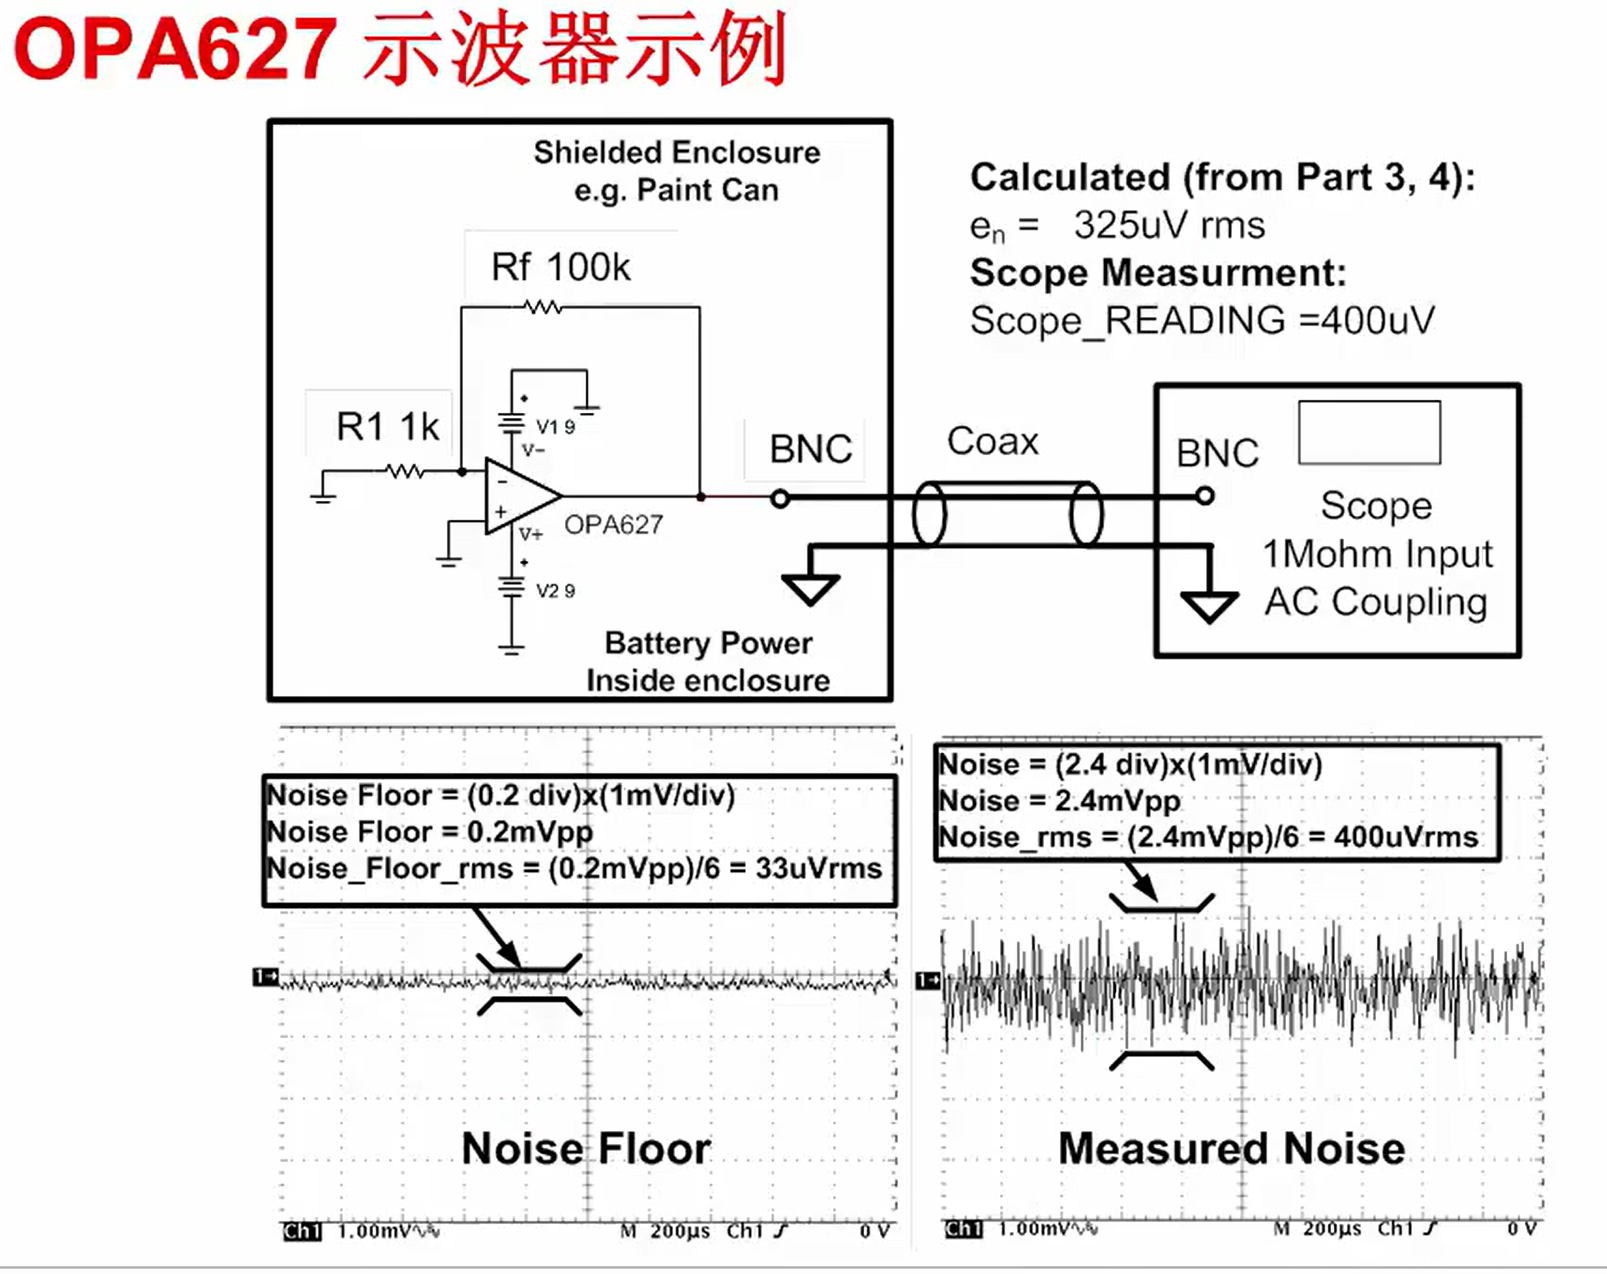 OPA627 示波器示例
Shielded Enclosure
e.g. Paint Can
Rf 100k
R1 1k
V1 9
V-
-
+
V+
OPA627
V2 9
BNC
Battery Power
Inside enclosure
Coax
Calculated (from Part 3, 4):
en = 325uV rms
Scope Measurment:
Scope_READING =400uV
BNC
Scope
1Mohm Input
AC Coupling
Noise Floor = (0.2 div)x(1mV/div)
Noise Floor = 0.2mVpp
Noise_Floor_rms = (0.2mVpp)/6 = 33uVrms
1→
Noise Floor
Ch1 1.00mV M 200µs Ch1 0 V
Noise = (2.4 div)x(1mV/div)
Noise = 2.4mVpp
Noise_rms = (2.4mVpp)/6 = 400uVrms
1→
Measured Noise
Ch1 1.00mV M 200µs Ch1 0 V